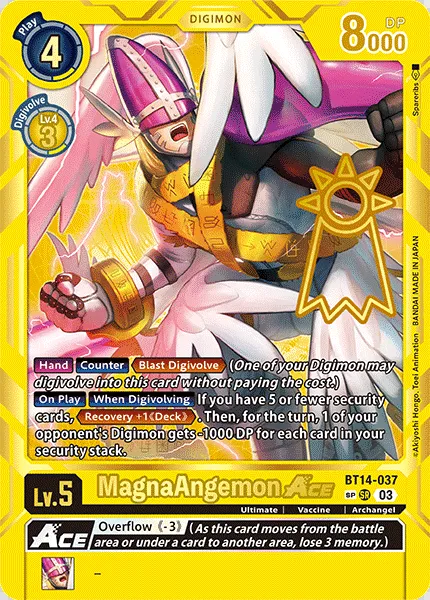 DIGIMON
Play
4
DP
8000
Digivolve
Lv.4
3
Spareribs
©Akiyoshi Hongo, Toei Animation BANDAI MADE IN JAPAN
Hand Counter Blast Digivolve (One of your Digimon may
digivolve into this card without paying the cost.)
On Play When Digivolving If you have 5 or fewer security
cards, Recovery +1《Deck》. Then, for the turn, 1 of your
opponent's Digimon gets -1000 DP for each card in your
security stack.
Lv.5
MagnaAngemon ACE
BT14-037
SP SR 03
Ultimate | Vaccine | Archangel
ACE
Overflow《-3》 (As this card moves from the battle
area or under a card to another area, lose 3 memory.)
–